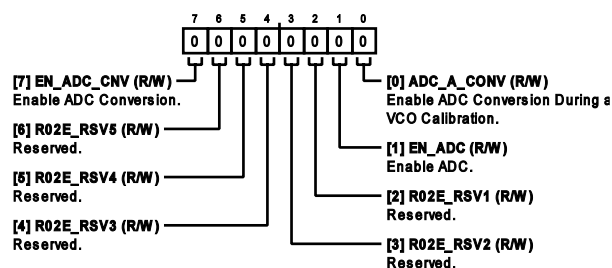 7 6 5 4 3 2 1 0
0 0 0 0 0 0 0 0
[7] EN_ADC_CNV (R/W)
Enable ADC Conversion.
[6] R02E_RSV5 (R/W)
Reserved.
[5] R02E_RSV4 (R/W)
Reserved.
[4] R02E_RSV3 (R/W)
Reserved.
[0] ADC_A_CONV (R/W)
Enable ADC Conversion During a
VCO Calibration.
[1] EN_ADC (R/W)
Enable ADC.
[2] R02E_RSV1 (R/W)
Reserved.
[3] R02E_RSV2 (R/W)
Reserved.